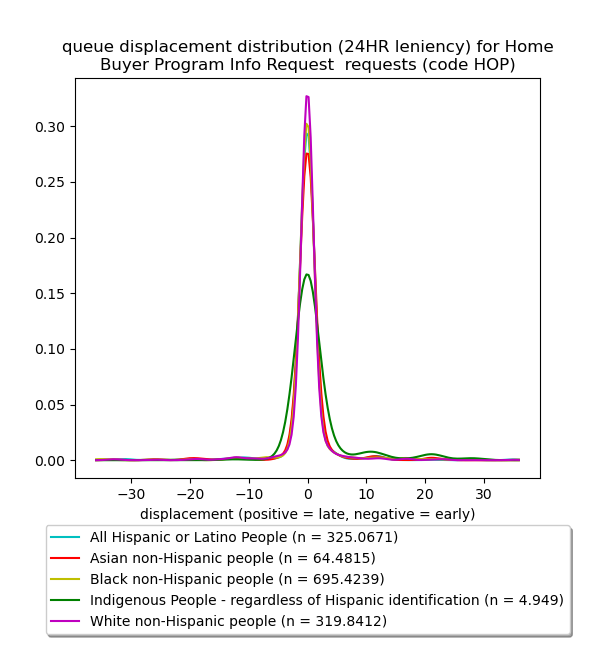 queue displacement distribution (24HR leniency) for Home
Buyer Program Info Request  requests (code HOP)
0.30
0.25
0.20
0.15
0.10
0.05
0.00
−30 −20 −10 0 10 20 30
displacement (positive = late, negative = early)
All Hispanic or Latino People (n = 325.0671)
Asian non-Hispanic people (n = 64.4815)
Black non-Hispanic people (n = 695.4239)
Indigenous People - regardless of Hispanic identification (n = 4.949)
White non-Hispanic people (n = 319.8412)